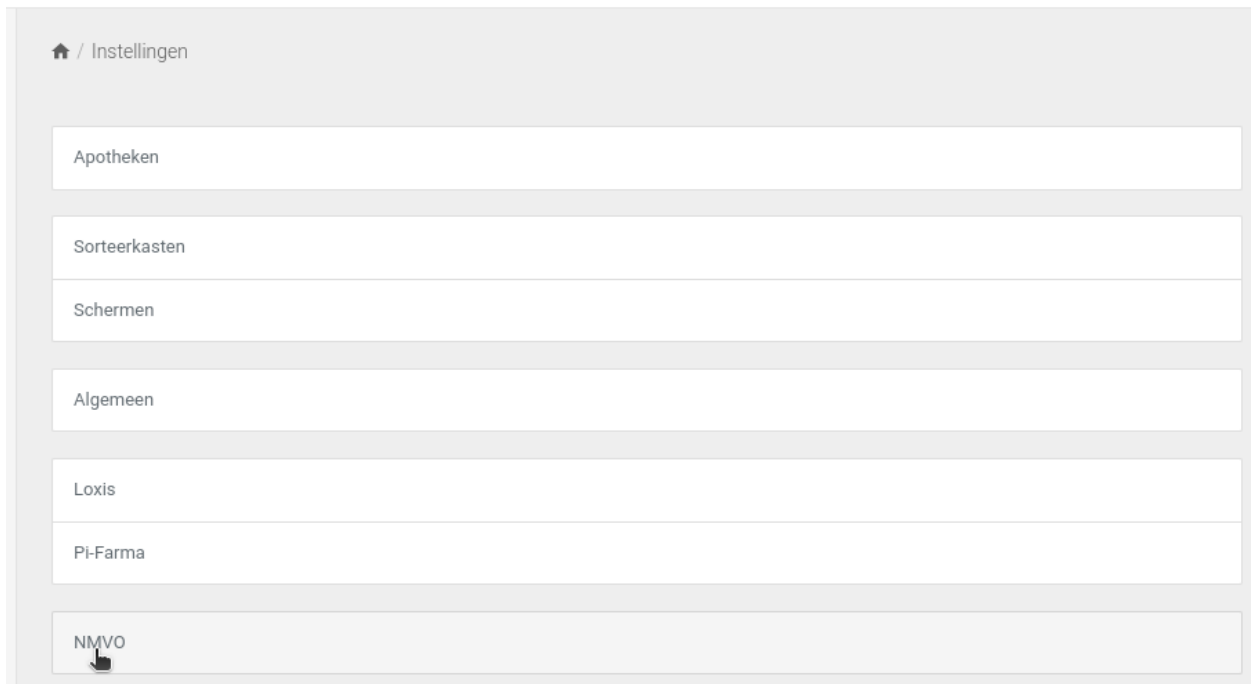 / Instellingen
Apotheken
Sorteerkasten
Schermen
Algemeen
Loxis
Pi-Farma
NMVO